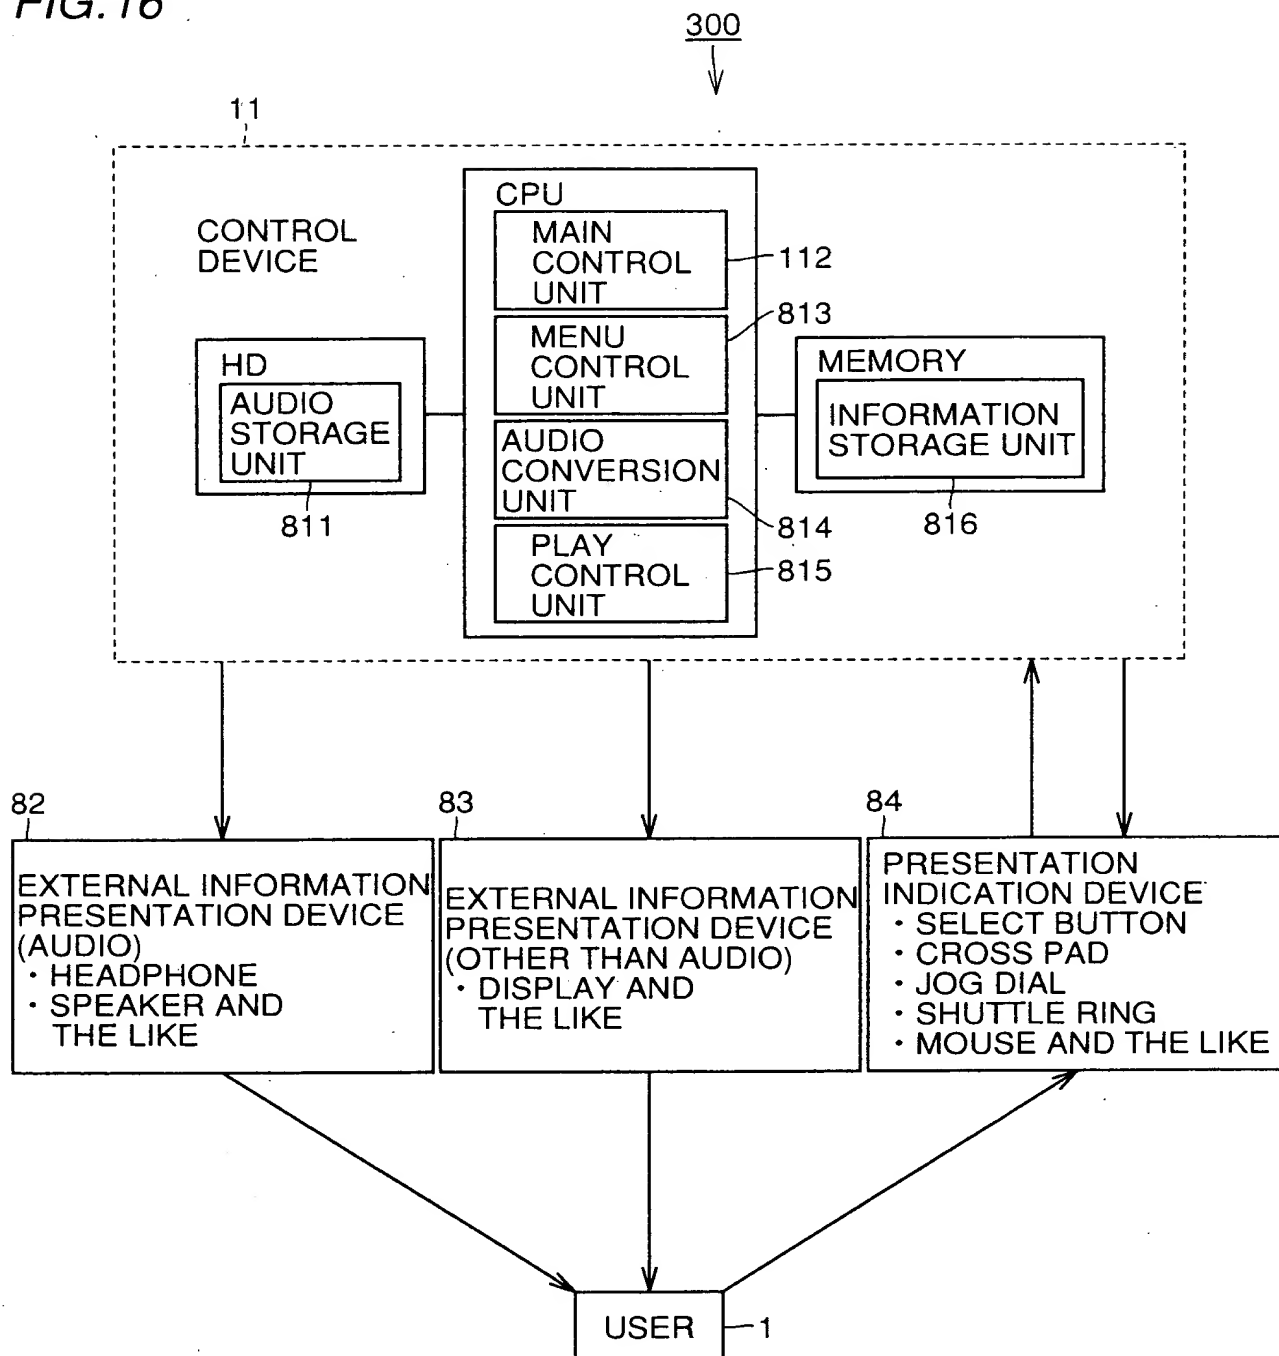 FIG.16
300
11
CONTROL
DEVICE
CPU
MAIN
CONTROL
UNIT
112
MENU
CONTROL
UNIT
813
AUDIO
CONVERSION
UNIT
814
PLAY
CONTROL
UNIT
815
HD
AUDIO
STORAGE
UNIT
811
MEMORY
INFORMATION
STORAGE UNIT
816
82
EXTERNAL INFORMATION
PRESENTATION DEVICE
(AUDIO)
・HEADPHONE
・SPEAKER AND
THE LIKE
83
EXTERNAL INFORMATION
PRESENTATION DEVICE
(OTHER THAN AUDIO)
・DISPLAY AND
THE LIKE
84
PRESENTATION
INDICATION DEVICE
・SELECT BUTTON
・CROSS PAD
・JOG DIAL
・SHUTTLE RING
・MOUSE AND THE LIKE
USER
1